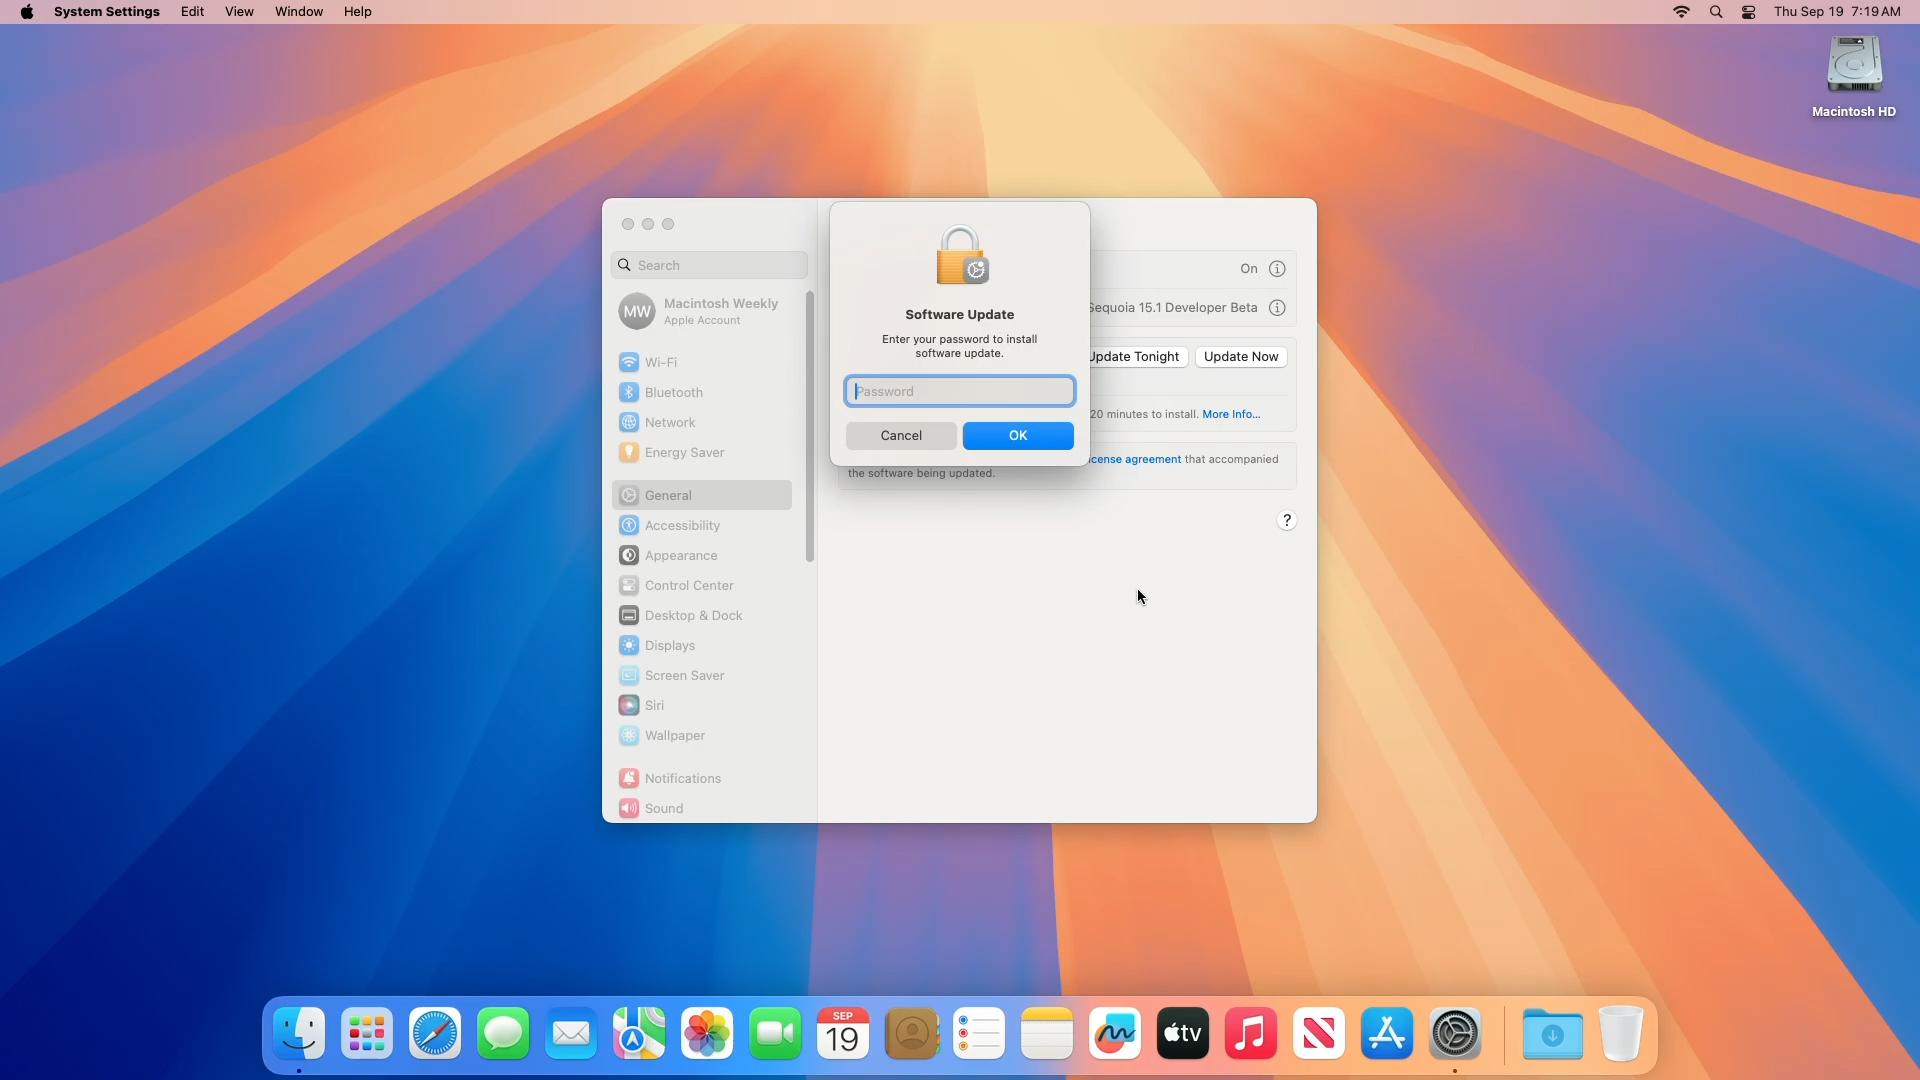 System Settings Edit View Window Help
Thu Sep 19 7:19 AM
Macintosh HD
Search
MW
Macintosh Weekly
Apple Account
Wi-Fi
Bluetooth
Network
Energy Saver
General
Accessibility
Appearance
Control Center
Desktop & Dock
Displays
Screen Saver
Siri
Wallpaper
Notifications
Sound
Software Update
Enter your password to install
software update.
Password
Cancel OK
On
Sequoia 15.1 Developer Beta
Update Tonight Update Now
20 minutes to install. More Info...
agreement that accompanied
the software being updated.
?
SEP
19
tv